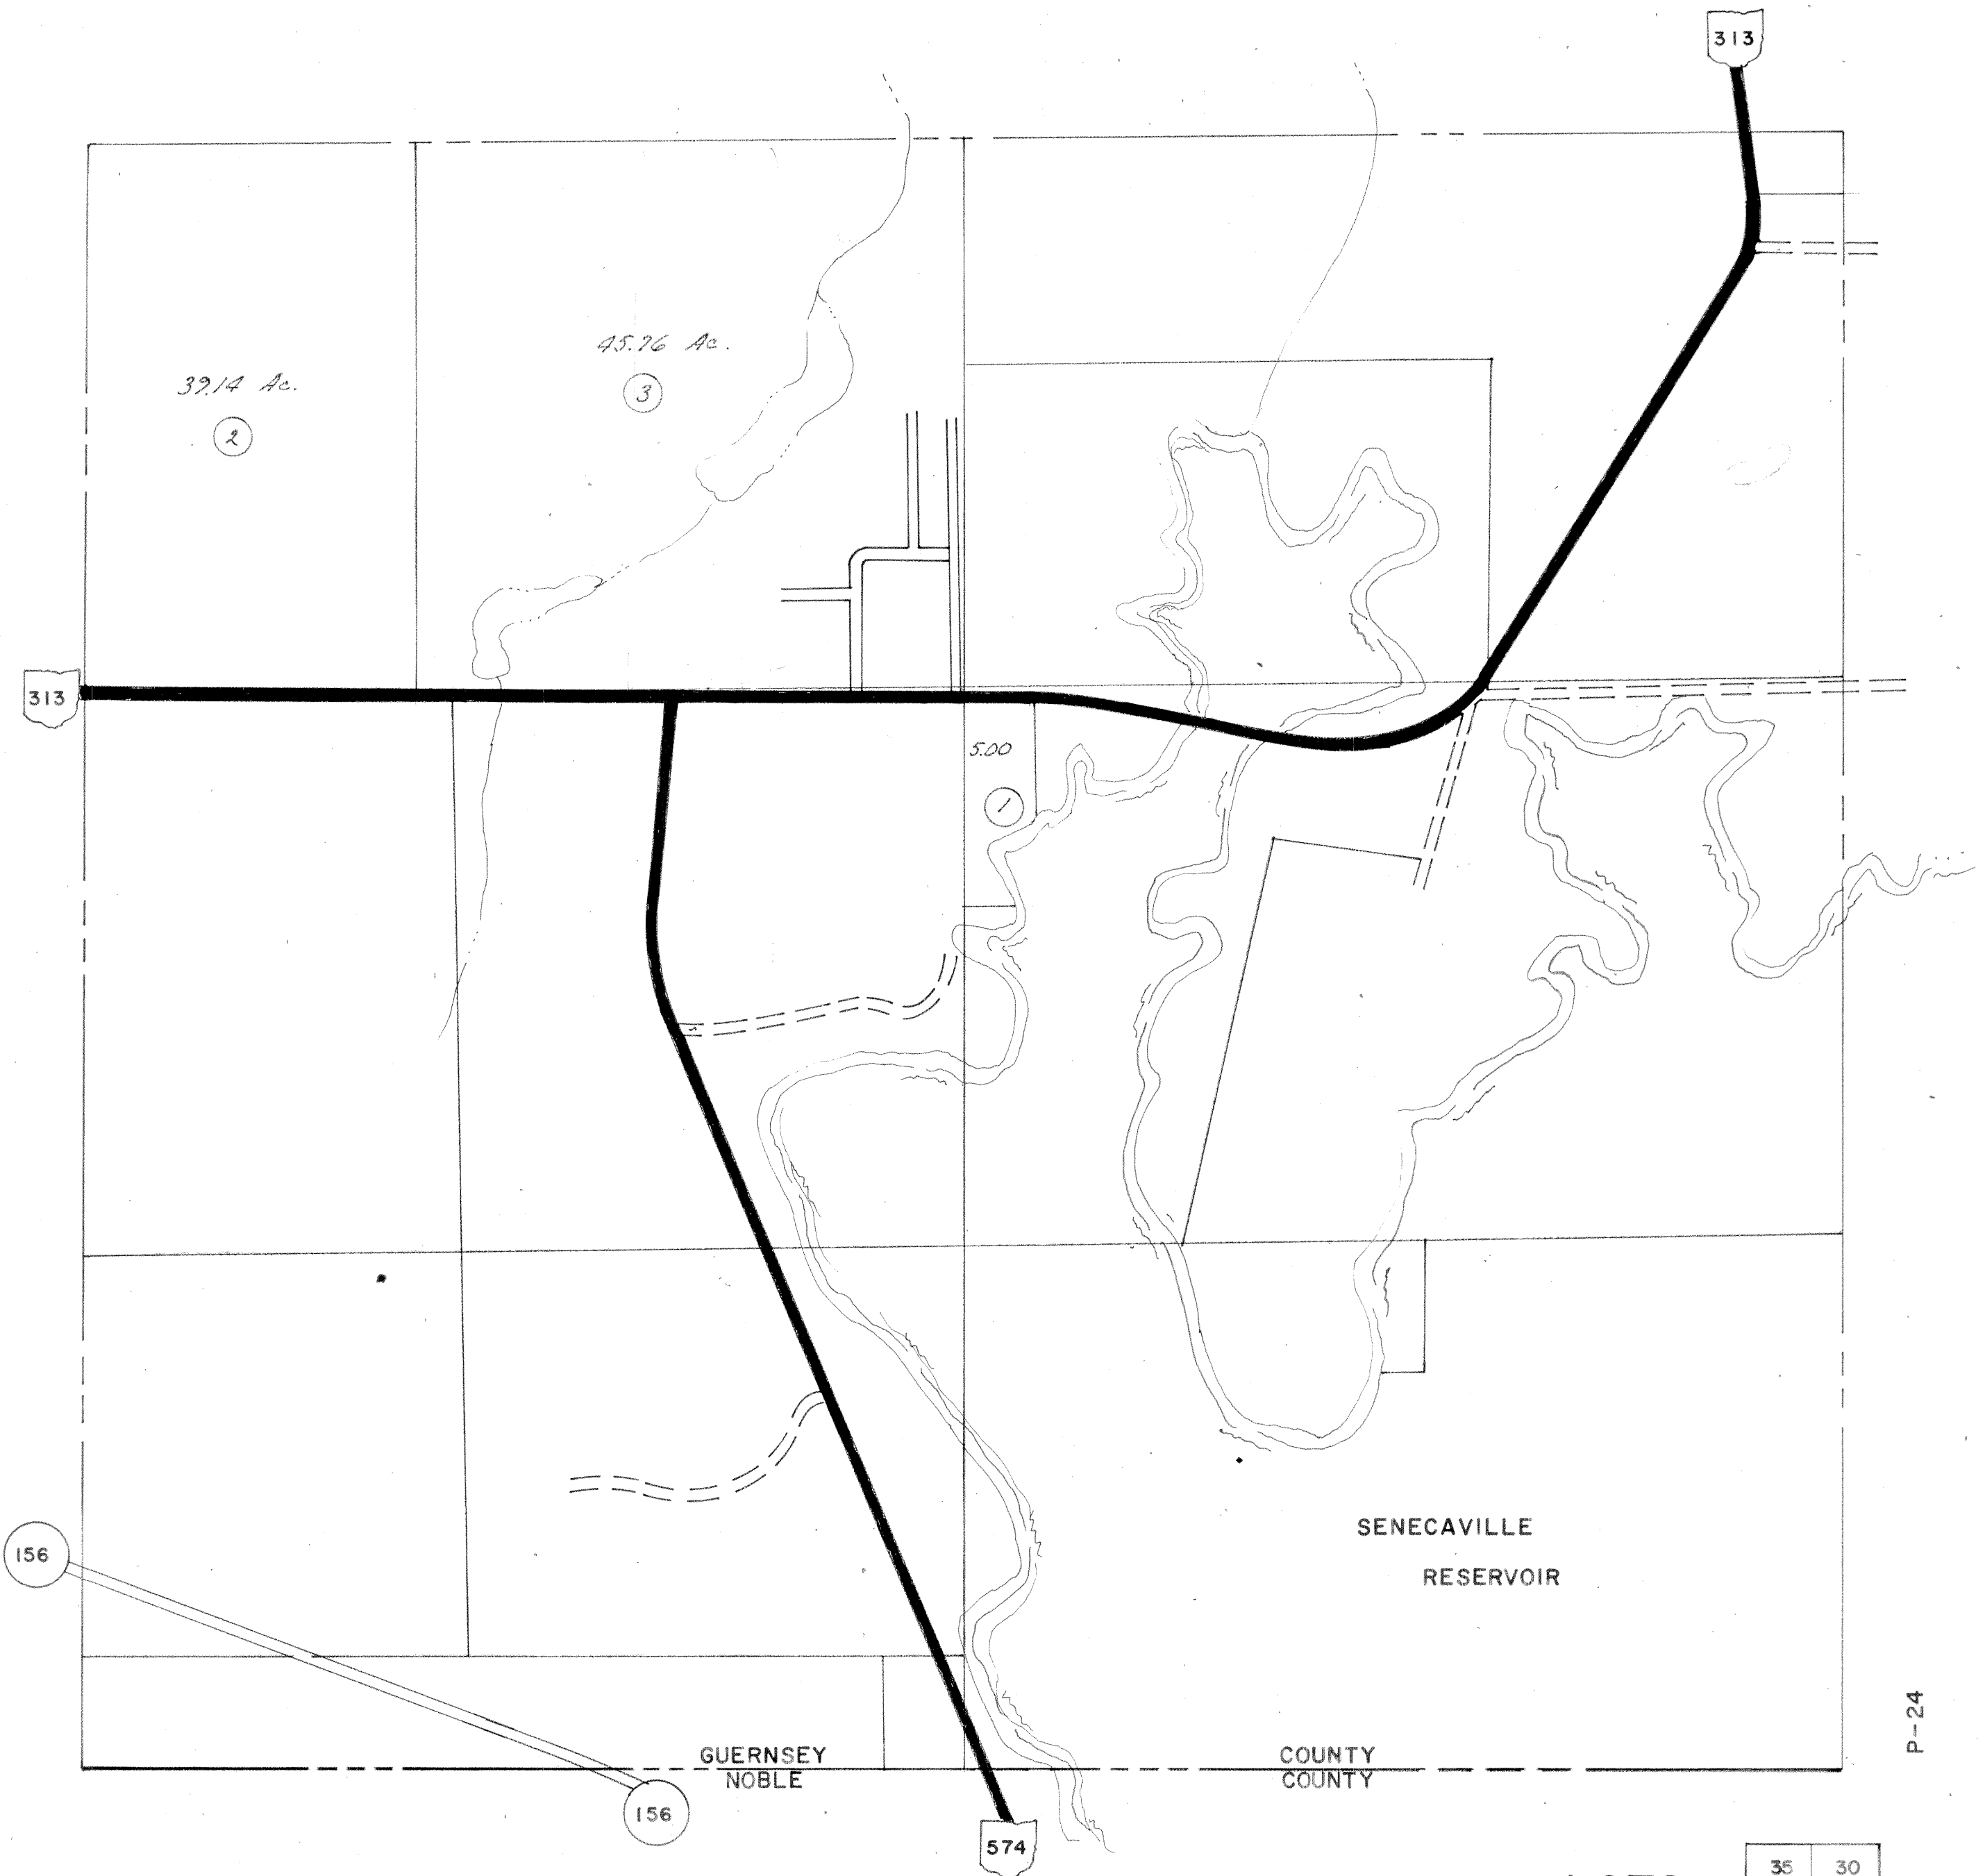 313
45.76 Ac.
3
39.14 Ac.
2
313
5.00
1
SENECAVILLE
RESERVOIR
156
P-24
GUERNSEY COUNTY
NOBLE COUNTY
156
574
35 30